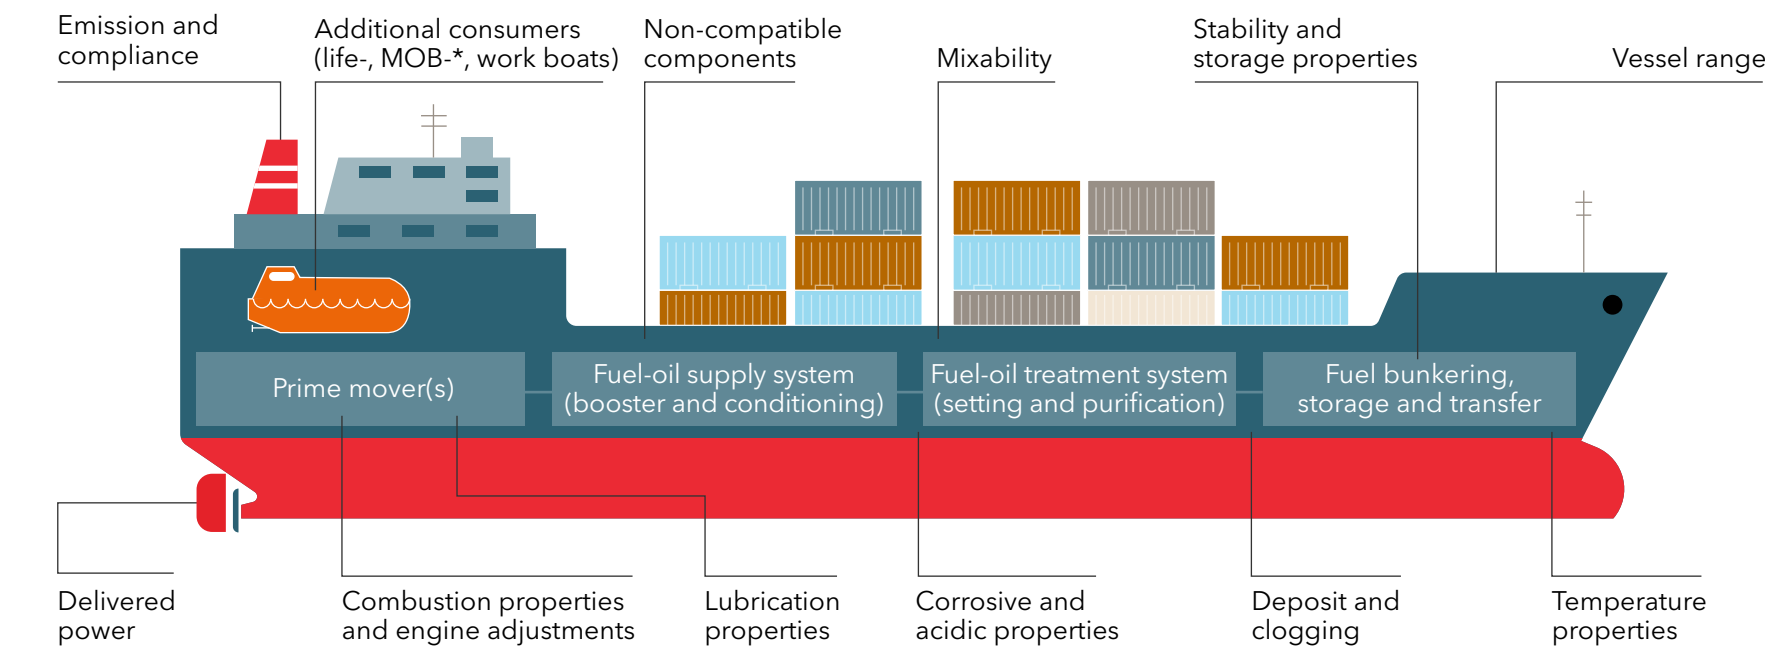 Emission and
compliance
Additional consumers
(life-, MOB-*, work boats)
Non-compatible
components
Mixability
Stability and
storage properties
Vessel range
Prime mover(s)
Fuel-oil supply system
(booster and conditioning)
Fuel-oil treatment system
(setting and purification)
Fuel bunkering,
storage and transfer
Delivered
power
Combustion properties
and engine adjustments
Lubrication
properties
Corrosive and
acidic properties
Deposit and
clogging
Temperature
properties